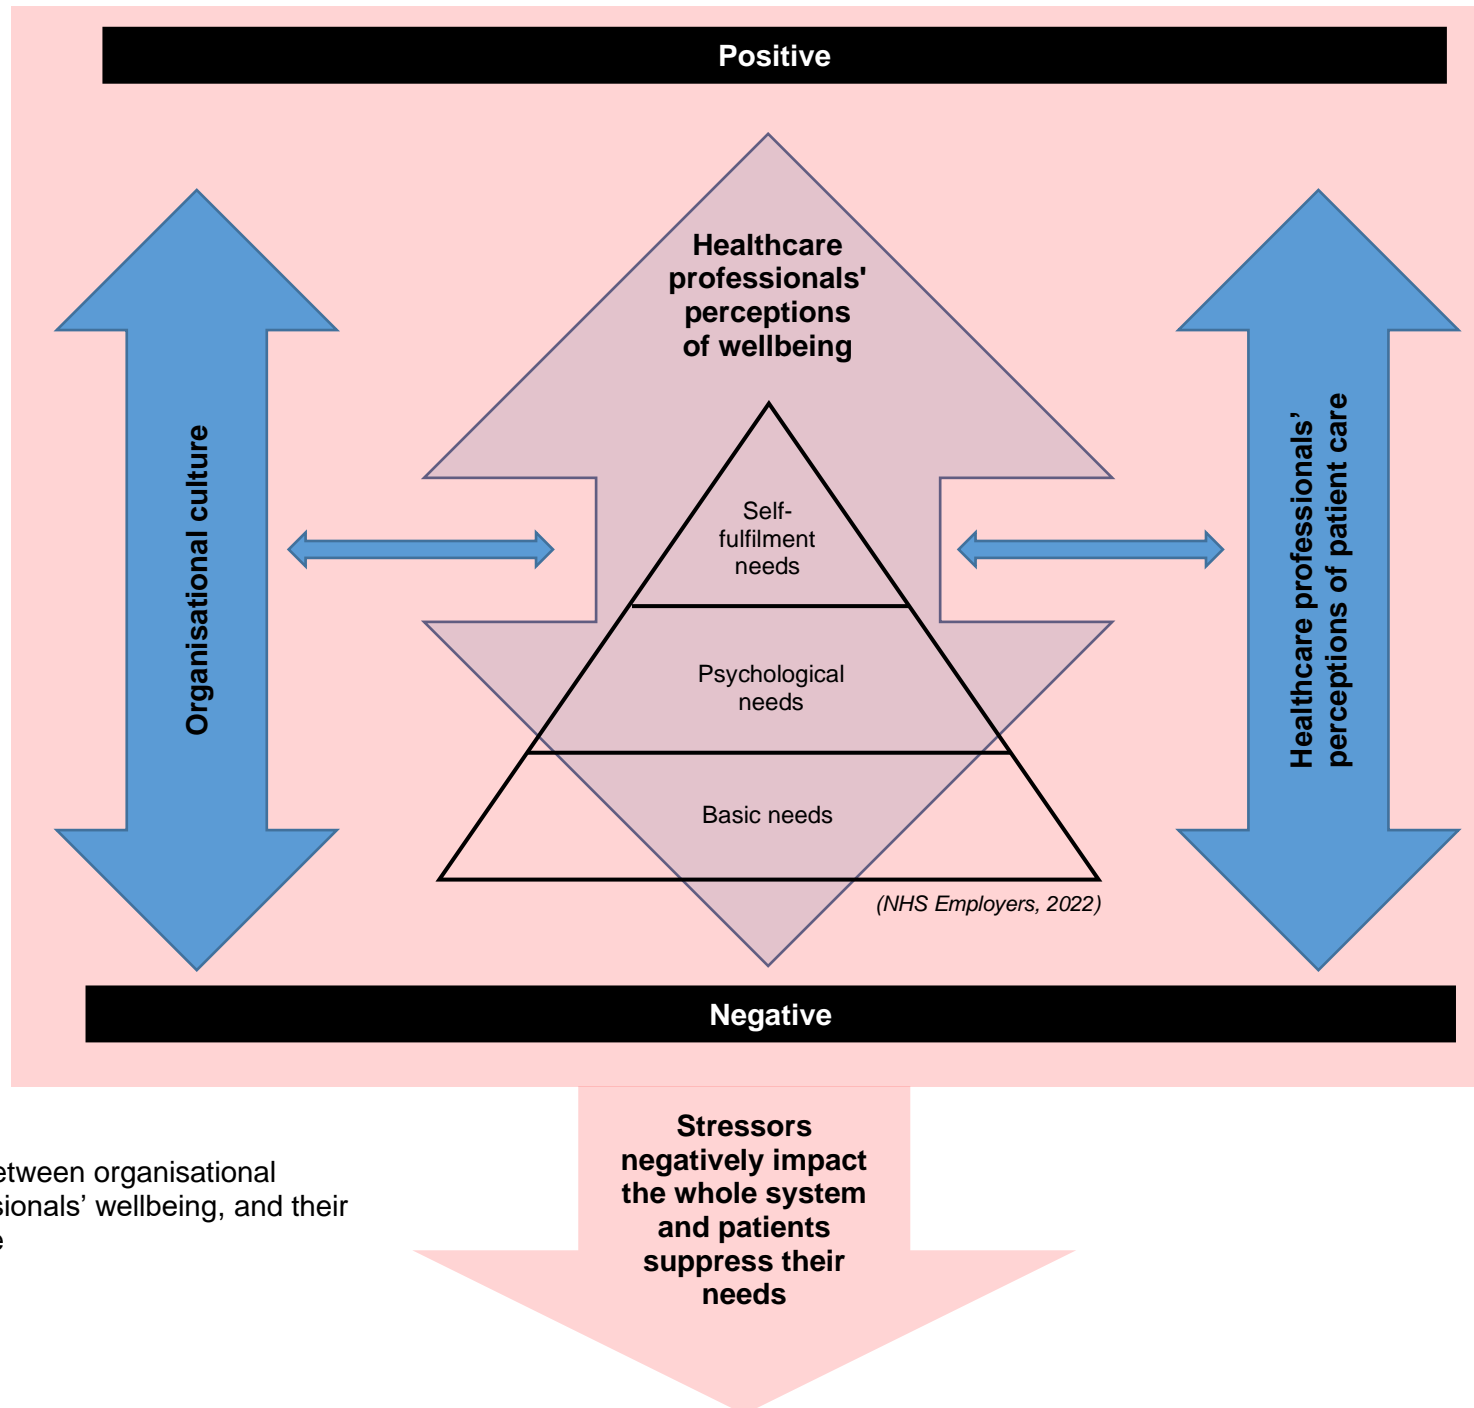 Positive
Healthcare
professionals'
perceptions
of wellbeing
Organisational culture
Self-
fulfilment
needs
Psychological
needs
Basic needs
(NHS Employers, 2022)
Healthcare professionals’
perceptions of patient care
Negative
Stressors
negatively impact
the whole system
and patients
suppress their
needs
between organisational
wellbeing, and their